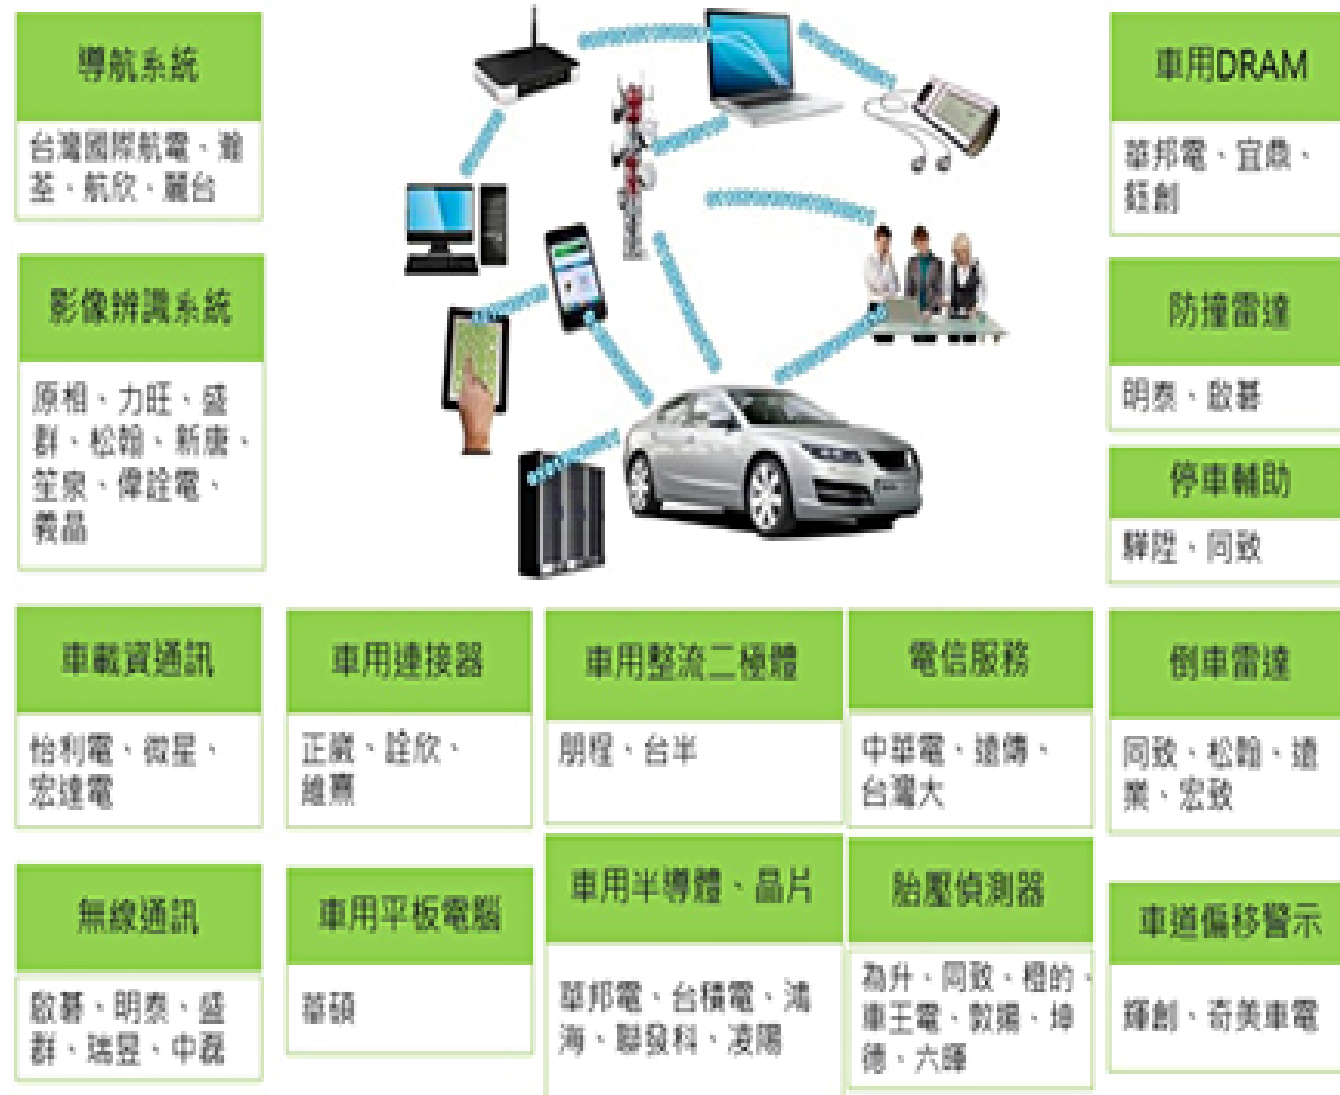 導航系統
台灣國際航電、瀚
荃、航欣、麗台
影像辨識系統
原相、力旺、盛
群、松翰、新唐、
笙泉、偉詮電、
義晶
車用DRAM
華邦電、宜鼎、
鈺創
防撞雷達
明泰、啟碁
停車輔助
驊陞、同致
車載資通訊
怡利電、微星、
宏達電
車用連接器
正崴、詮欣、
維熹
車用整流二極體
朋程、台半
電信服務
中華電、遠傳、
台灣大
倒車雷達
同致、松翰、遠
業、宏致
無線通訊
啟碁、明泰、盛
群、瑞昱、中磊
車用平板電腦
華碩
車用半導體、晶片
華邦電、台積電、鴻
海、聯發科、凌陽
胎壓偵測器
為升、同致、橙的、
車王電、敦揚、坤
德、六暉
車道偏移警示
輝創、奇美車電